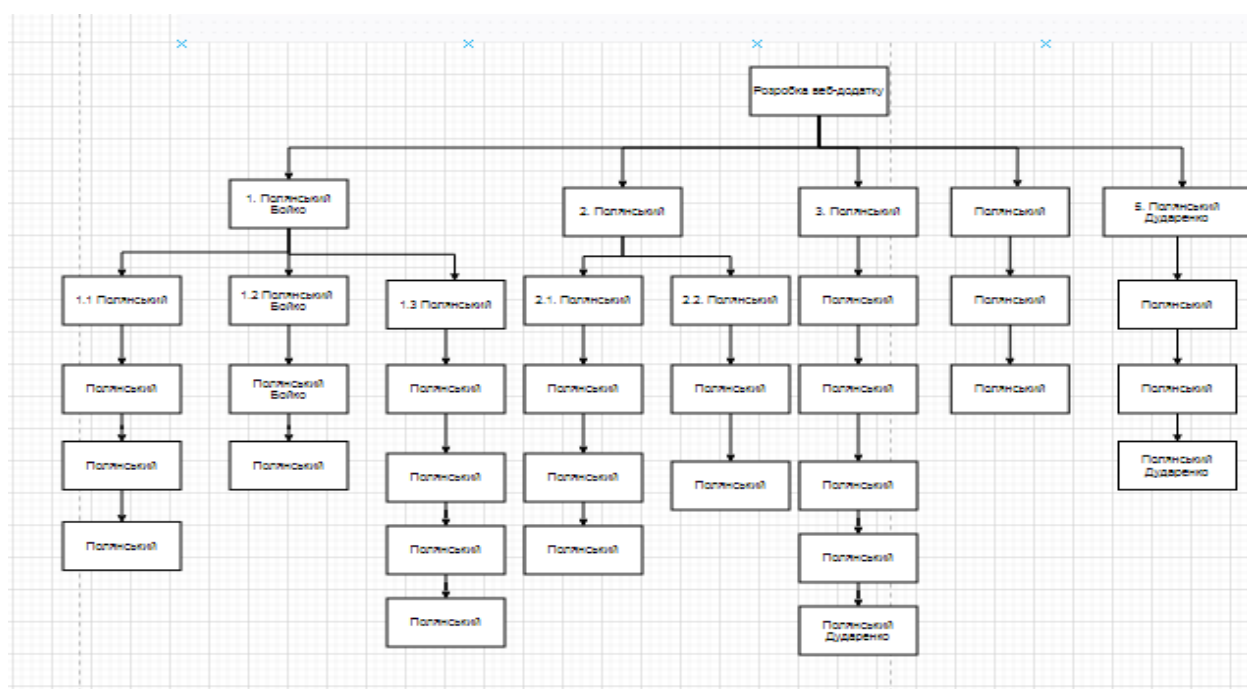 Розробка веб-додатку
1. Полянський
Бойко
2. Полянський
3. Полянський
Полянський
5. Полянський
Дударенко
1.1 Полянський
1.2 Полянський
Бойко
1.3 Полянський
2.1. Полянський
2.2. Полянський
Полянський
Полянський
Полянський
Полянський
Полянський
Бойко
Полянський
Полянський
Полянський
Полянський
Полянський
Полянський
Полянський
Полянський
Полянський
Полянський
Полянський
Полянський
Полянський
Дударенко
Полянський
Полянський
Полянський
Полянський
Полянський
Полянський
Дударенко